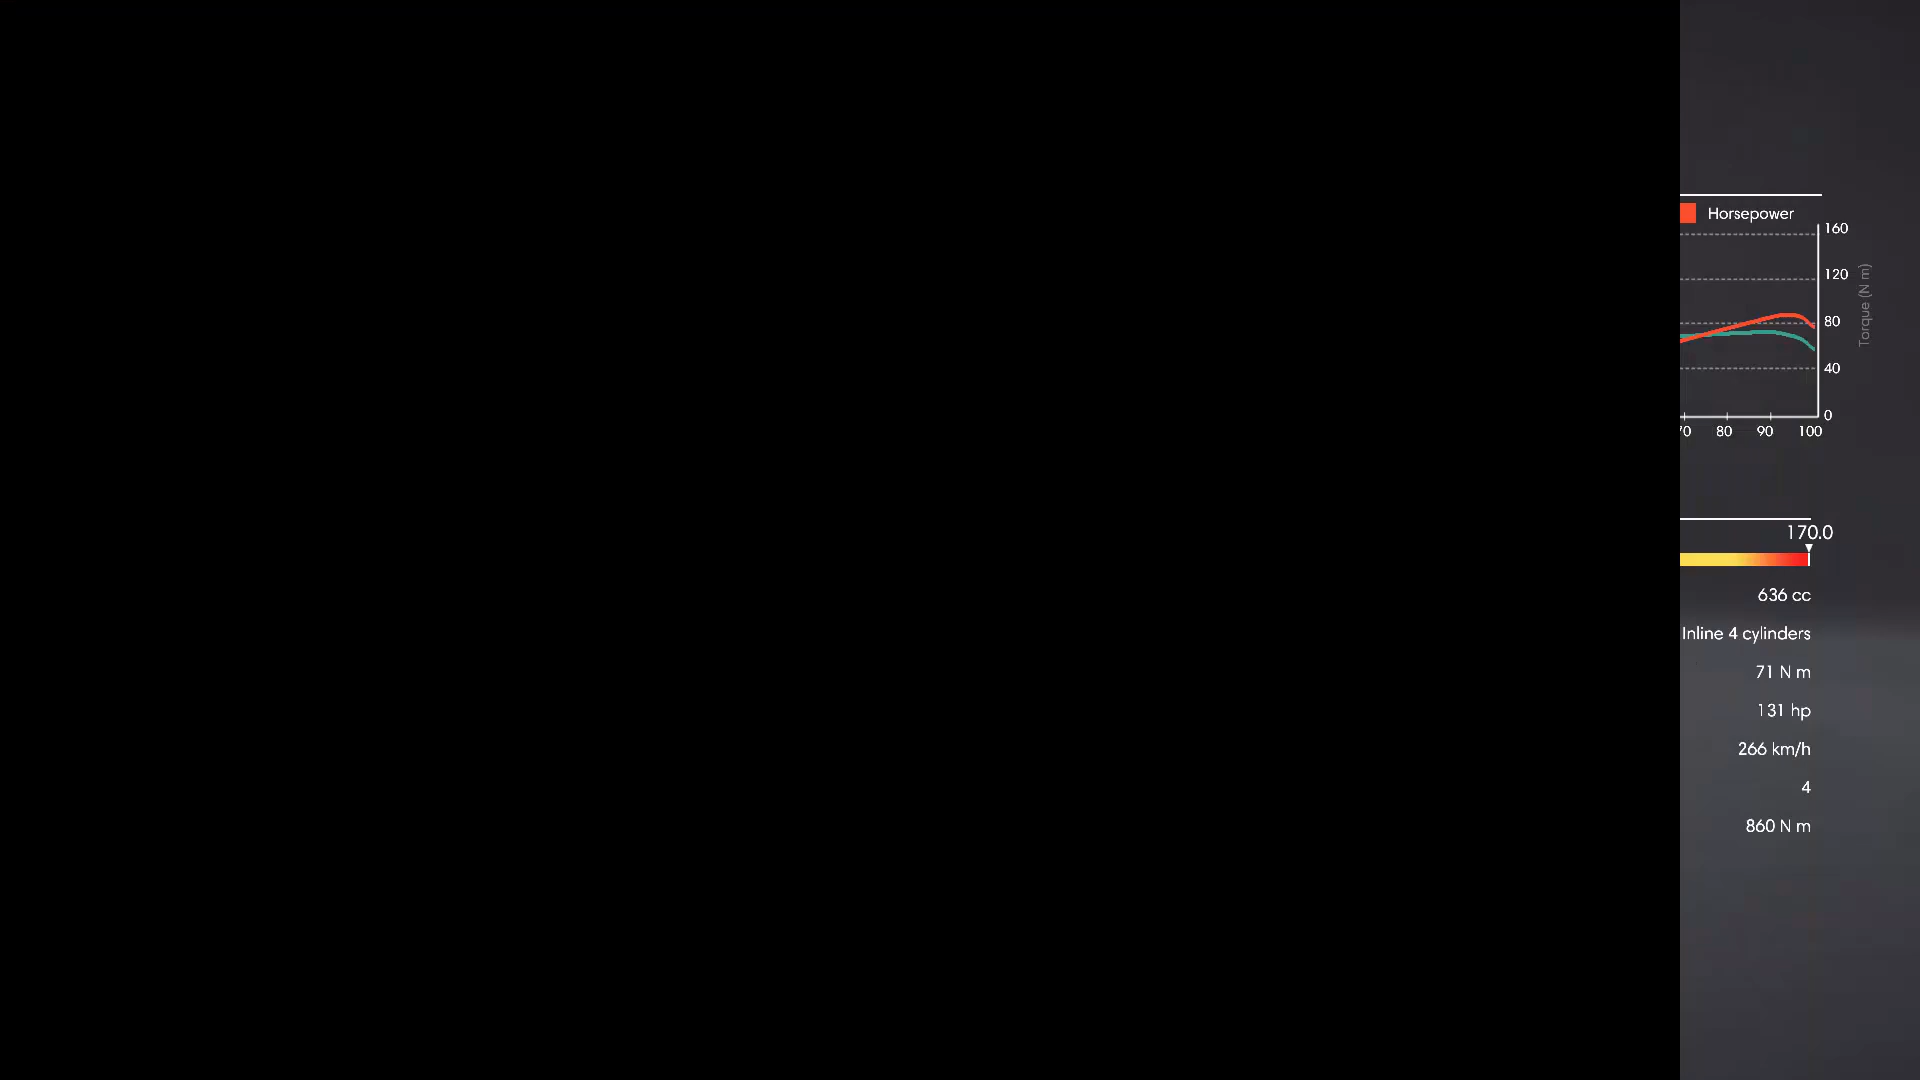 Horsepower
160
120
80
40
0
Torque (N m)
80 90 100
170.0
636 cc
Inline 4 cylinders
71 N m
131 hp
266 km/h
4
860 N m